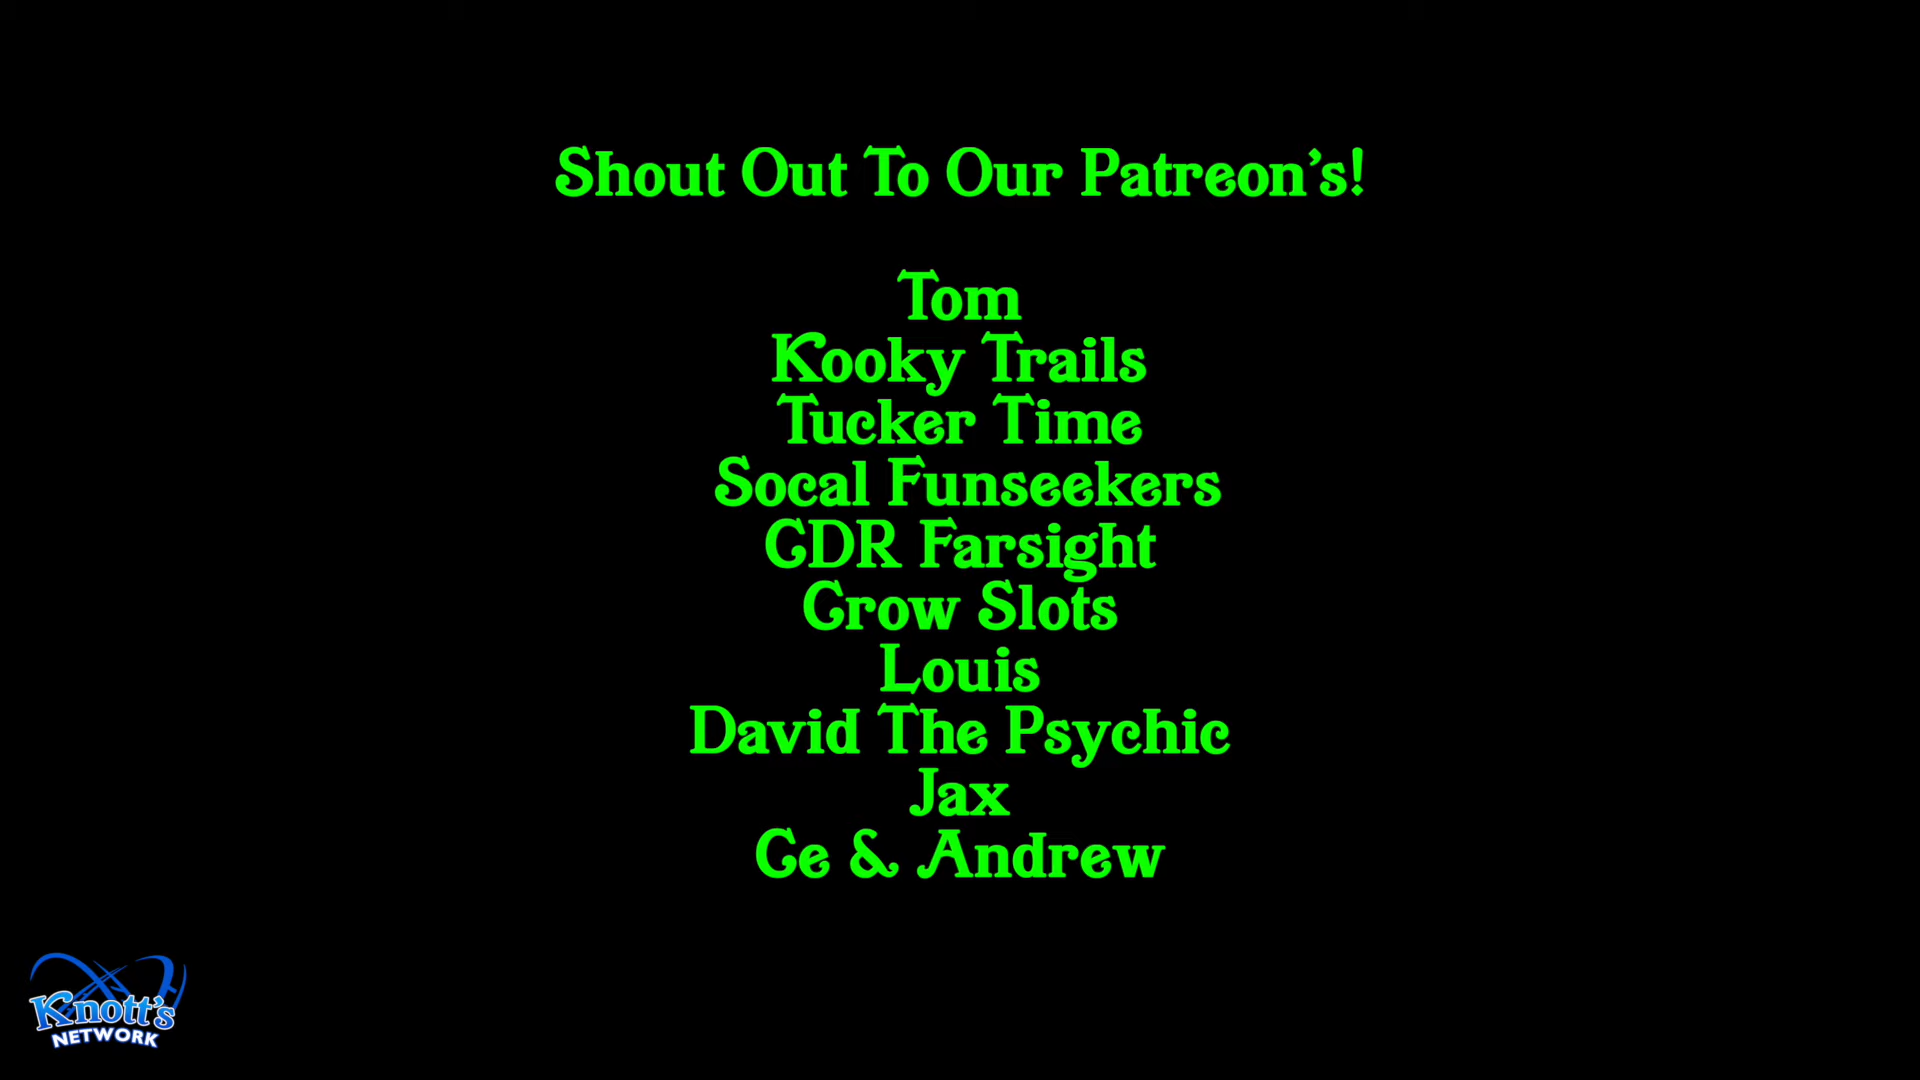 Shout Out To Our Patreon's!
Tom
Kooky Trails
Tucker Time
Socal Funseekers
CDR Farsight
Crow Slots
Louis
David The Psychic
Jax
Ce & Andrew
Knott's
NETWORK